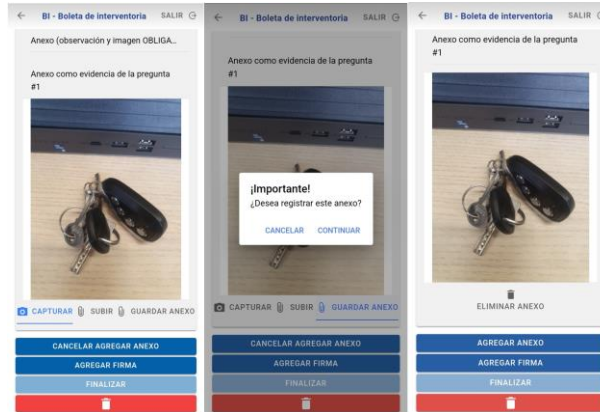 BI - Boleta de interventoria SALIR
Anexo (observación y imagen OBLIGA...
Anexo como evidencia de la pregunta
#1
CAPTURAR SUBIR GUARDAR ANEXO
CANCELAR AGREGAR ANEXO
AGREGAR FIRMA
FINALIZAR
BI - Boleta de interventoria SALIR
Anexo como evidencia de la pregunta
#1
¡Importante!
¿Desea registrar este anexo?
CANCELAR CONTINUAR
CAPTURAR SUBIR GUARDAR ANEXO
CANCELAR AGREGAR ANEXO
AGREGAR FIRMA
FINALIZAR
BI - Boleta de interventoria SALIR
Anexo como evidencia de la pregunta
#1
ELIMINAR ANEXO
AGREGAR ANEXO
AGREGAR FIRMA
FINALIZAR